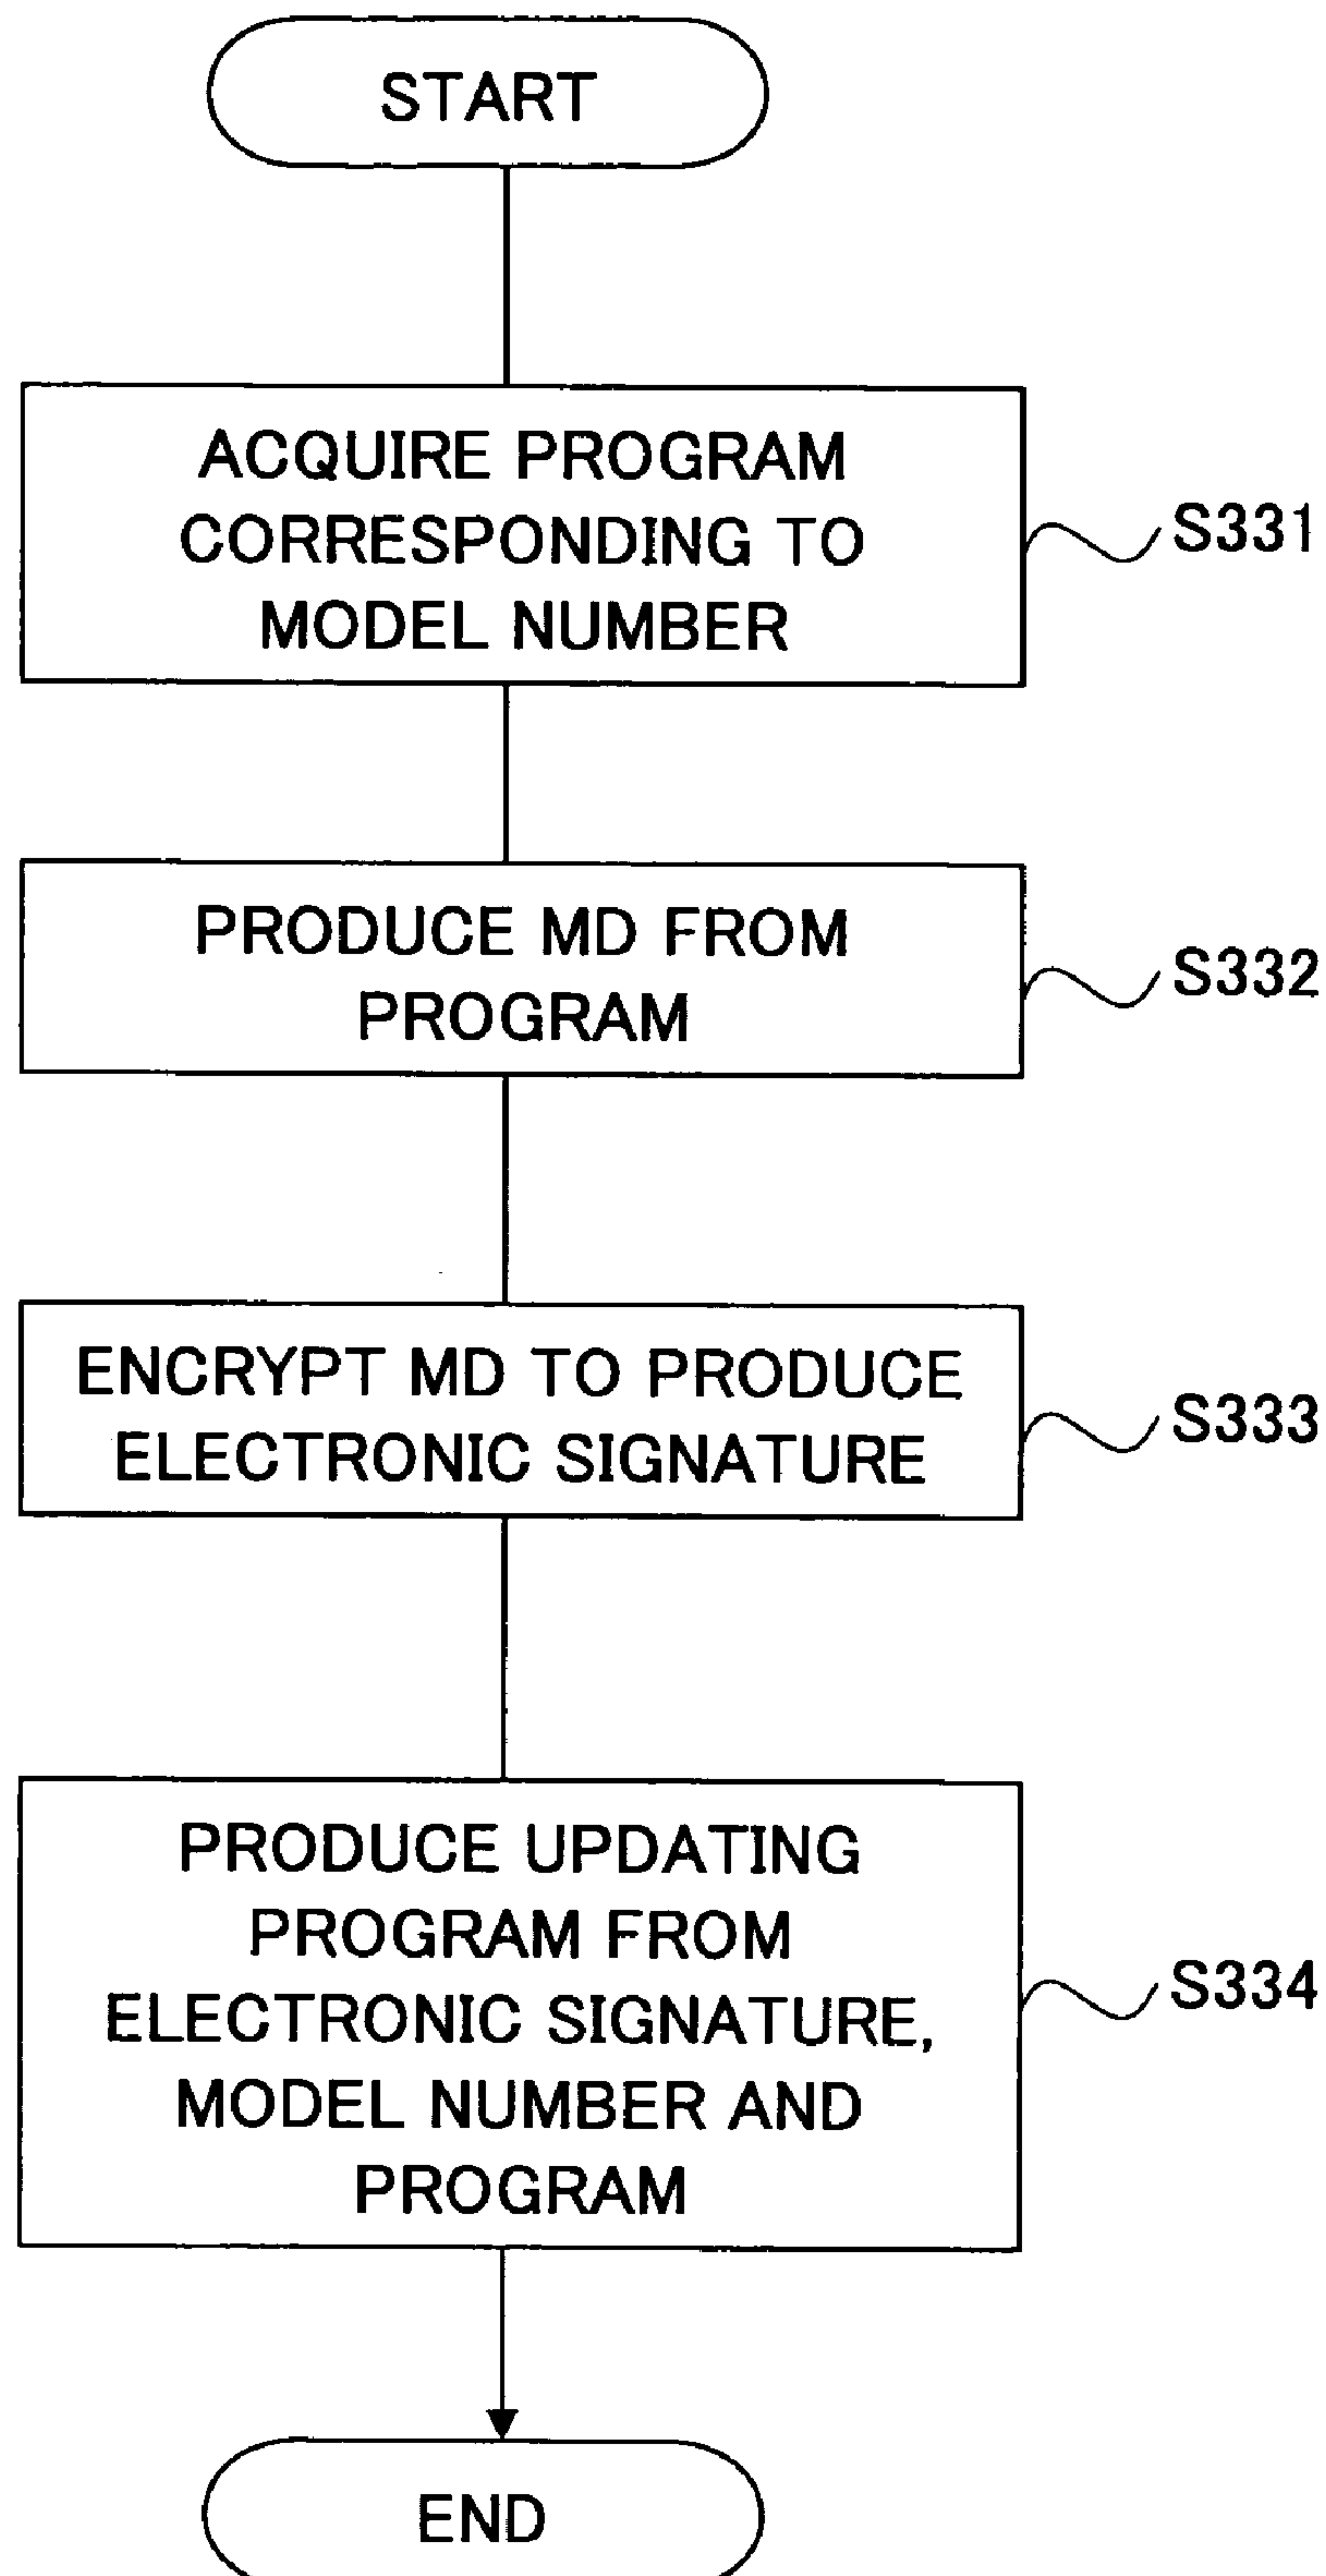 START
ACQUIRE PROGRAM
CORRESPONDING TO
MODEL NUMBER
S331
PRODUCE MD FROM
PROGRAM
S332
ENCRYPT MD TO PRODUCE
ELECTRONIC SIGNATURE
S333
PRODUCE UPDATING
PROGRAM FROM
ELECTRONIC SIGNATURE,
MODEL NUMBER AND
PROGRAM
S334
END